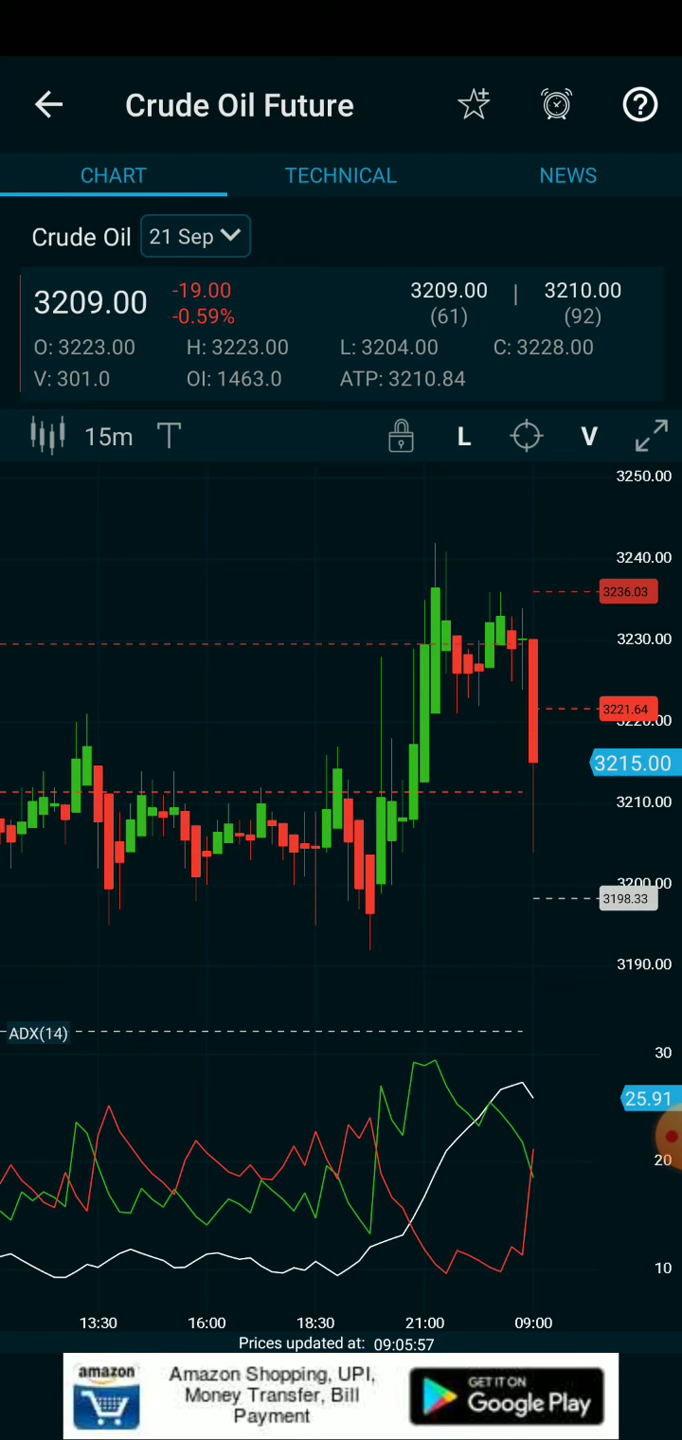 Crude Oil Future
CHART TECHNICAL NEWS
Crude Oil 21 Sep
3209.00 -19.00 3209.00 | 3210.00
-0.59% (61) (92)
O: 3223.00 H: 3223.00 L: 3204.00 C: 3228.00
V: 301.0 OI: 1463.0 ATP: 3210.84
15m T L V
3250.00
3240.00
3236.03
3230.00
3221.64
3220.00
3215.00
3210.00
3200.00
3198.33
3190.00
ADX(14)
30
25.91
20
10
13:30 16:00 18:30 21:00 09:00
Prices updated at: 09:05:57
amazon
Amazon Shopping, UPI,
Money Transfer, Bill
Payment
GET IT ON
Google Play